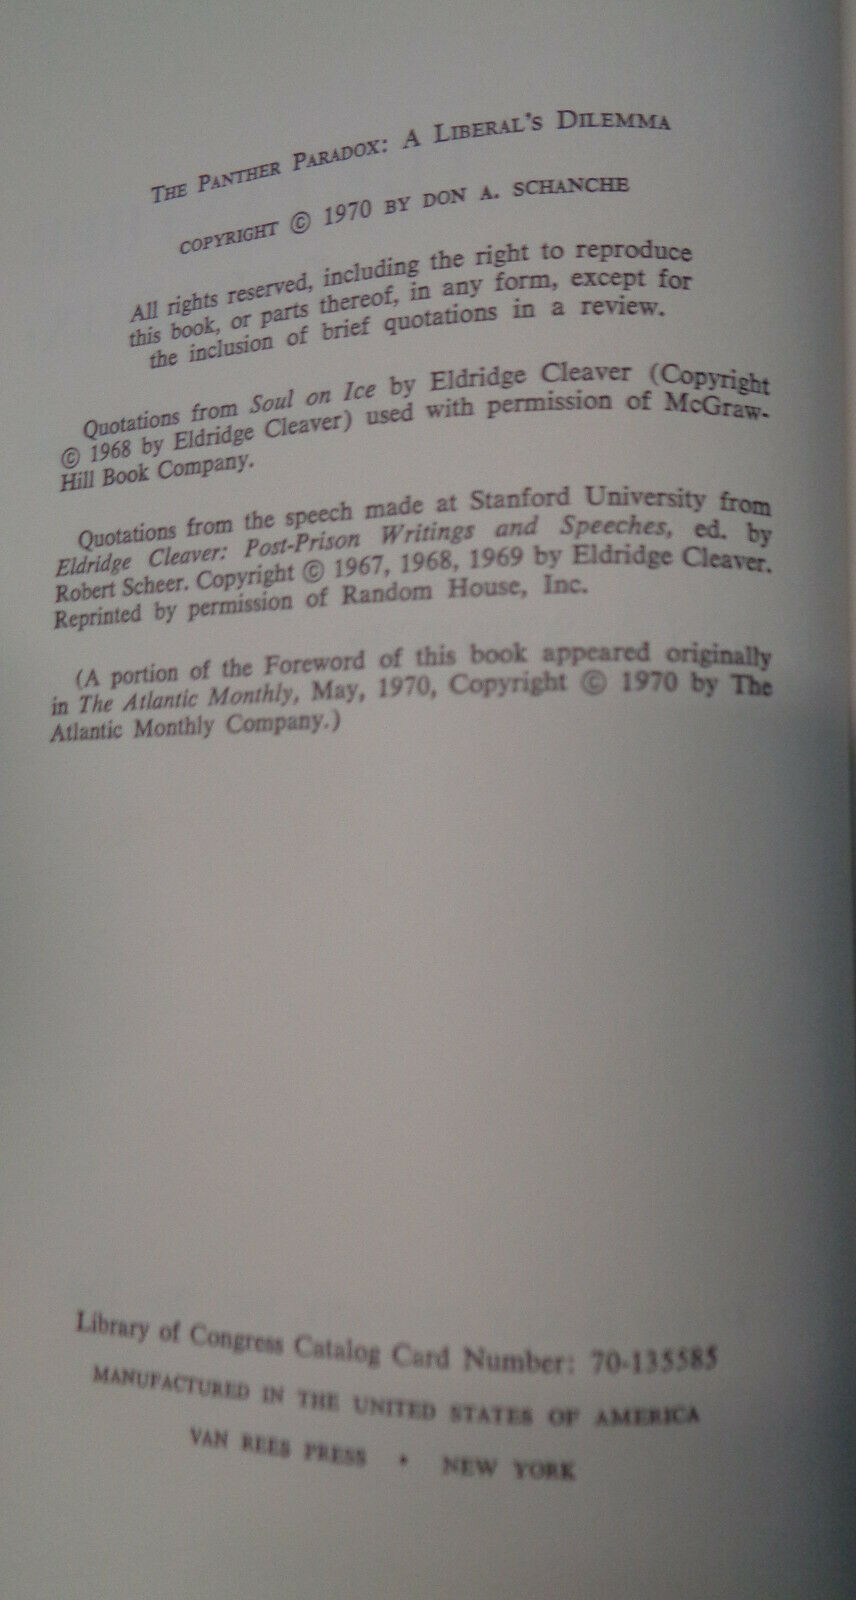 THE PANTHER PARADOX: A LIBERAL'S DILEMMA
COPYRIGHT © 1970 BY DON A. SCHANCHE
All rights reserved, including the right to reproduce
this book, or parts thereof, in any form, except for
the inclusion of brief quotations in a review.
Quotations from Soul on Ice by Eldridge Cleaver (Copyright
© 1968 by Eldridge Cleaver) used with permission of McGraw-
Hill Book Company.
Quotations from the speech made at Stanford University from
Eldridge Cleaver: Post-Prison Writings and Speeches, ed. by
Robert Scheer. Copyright © 1967, 1968, 1969 by Eldridge Cleaver.
Reprinted by permission of Random House, Inc.
(A portion of the Foreword of this book appeared originally
in The Atlantic Monthly, May, 1970, Copyright © 1970 by The
Atlantic Monthly Company.)
Library of Congress Catalog Card Number: 70-135585
MANUFACTURED IN THE UNITED STATES OF AMERICA
VAN REES PRESS • NEW YORK